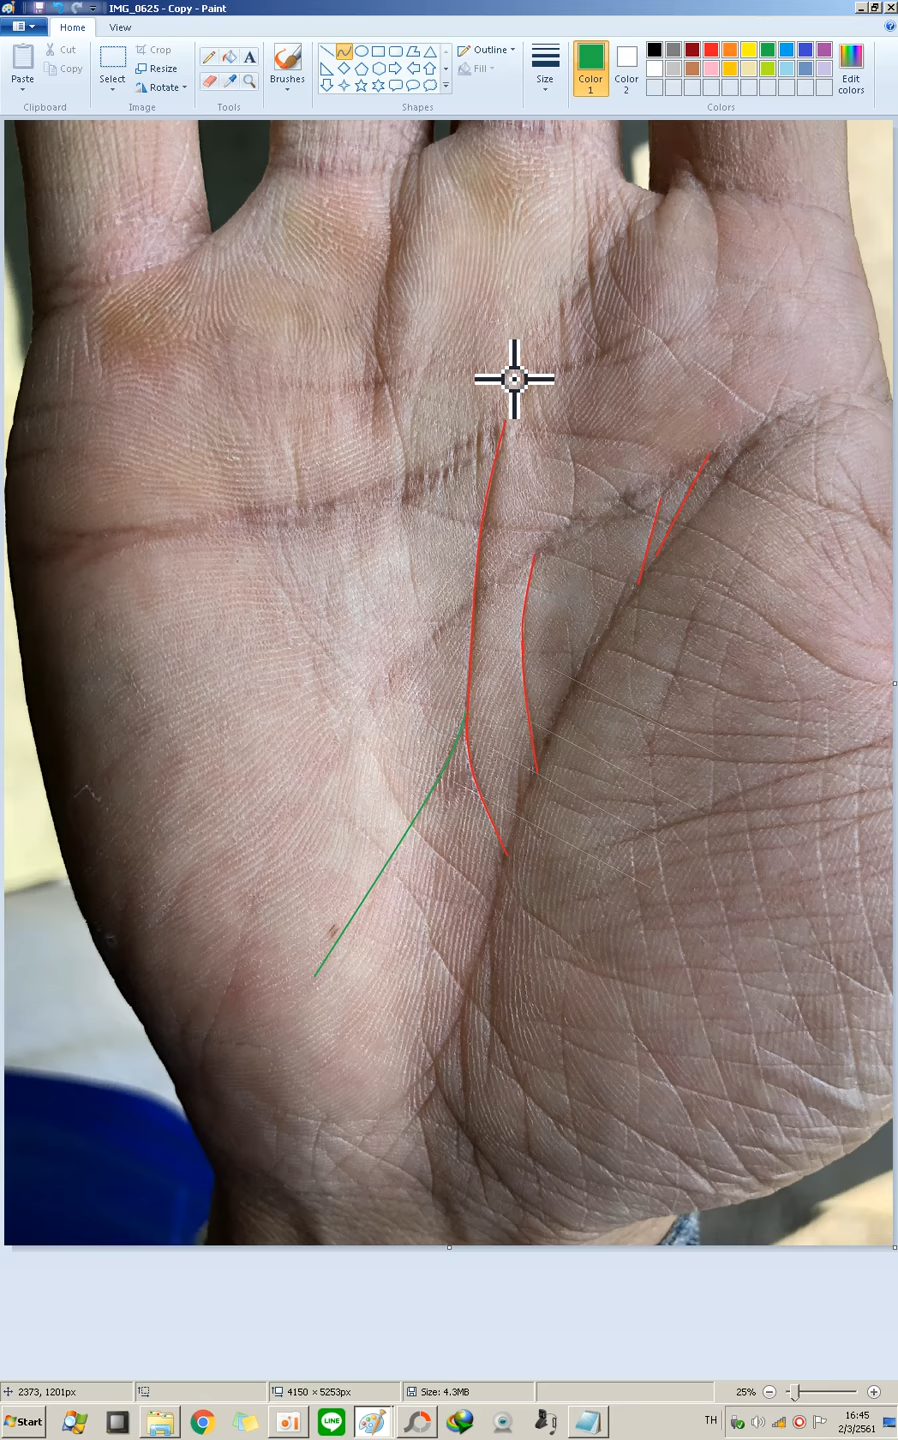 IMG_0625 - Copy - Paint
Home
View
Paste
Cut
Copy
Clipboard
Select
Crop
Resize
Rotate
Image
A
Tools
Brushes
Outline
Fill
Shapes
Size
Color 1
Color 2
Edit colors
Colors
2373, 1201px
4150 × 5253px
Size: 4.3MB
25%
Start
LINE
TH
16:45
2/3/2561